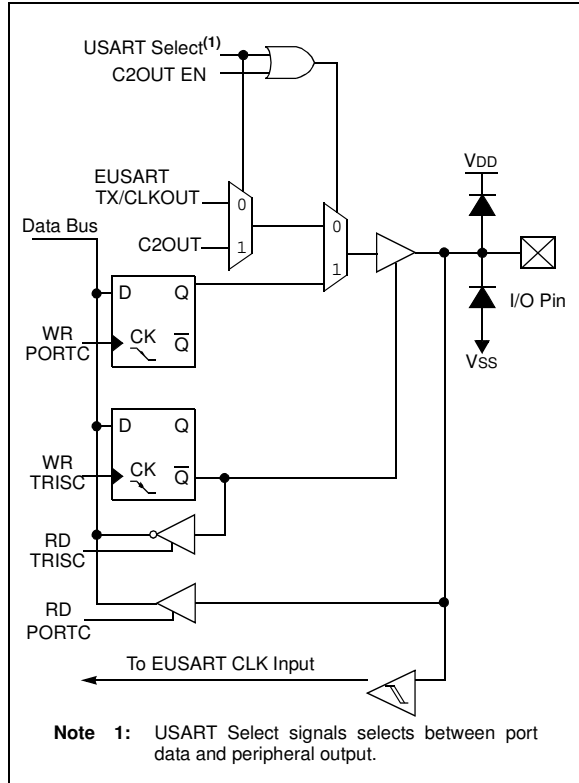 USART Select(1)
C2OUT EN
EUSART
TX/CLKOUT
0
VDD
Data Bus
C2OUT
1
0
1
I/O Pin
VSS
D Q
WR
PORTC
CK Q
D Q
WR
TRISC
CK Q
RD
TRISC
RD
PORTC
To EUSART CLK Input
Note 1: USART Select signals selects between port
data and peripheral output.